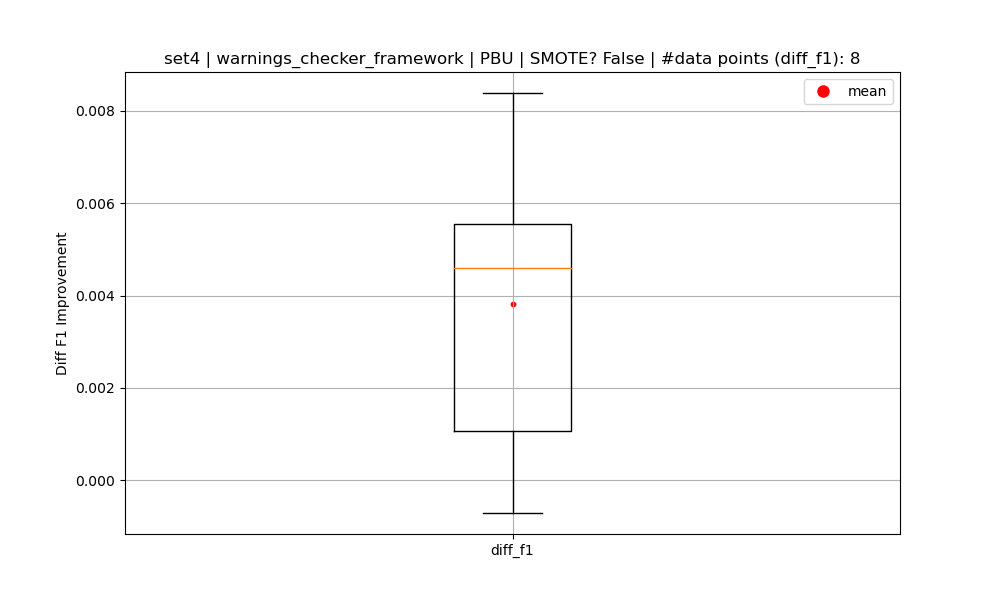 set4 | warnings_checker_framework | PBU | SMOTE? False | #data points (diff_f1): 8
mean
0.008
0.006
0.004
0.002
0.000
Diff F1 Improvement
diff_f1